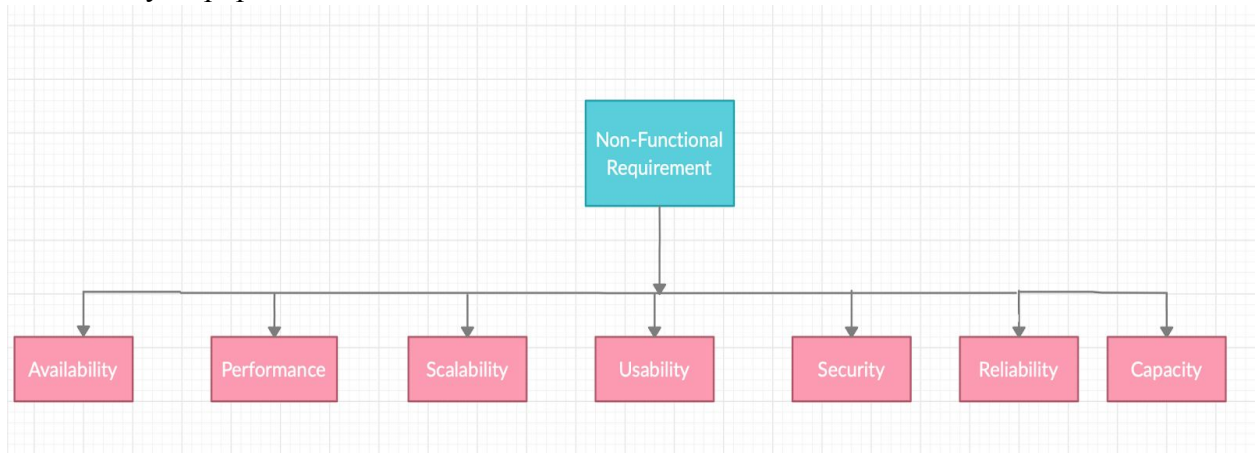 Non-Functional
Requirement
Availability
Performance
Scalability
Usability
Security
Reliability
Capacity